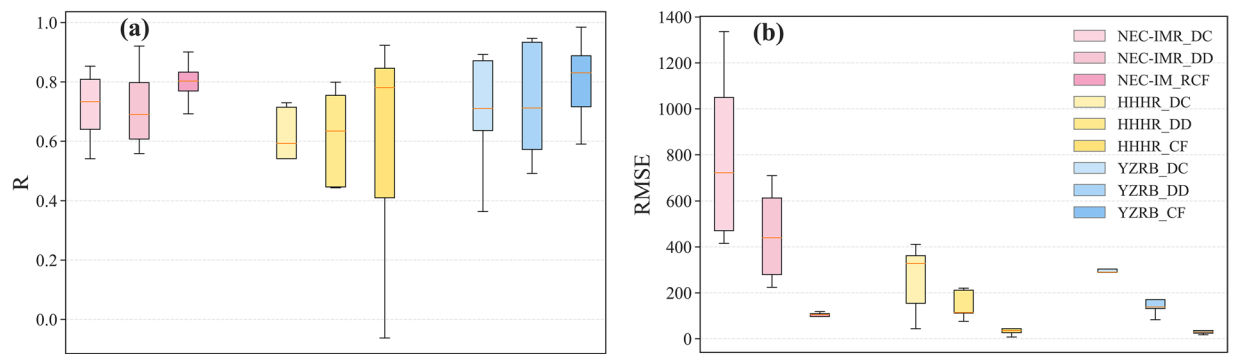 (a)
1.0
0.8
0.6
0.4
0.2
0.0
R
(b)
1400
1200
1000
800
600
400
200
0
RMSE
NEC-IMR_DC
NEC-IMR_DD
NEC-IM_RCF
HHHR_DC
HHHR_DD
HHHR_CF
YZRB_DC
YZRB_DD
YZRB_CF